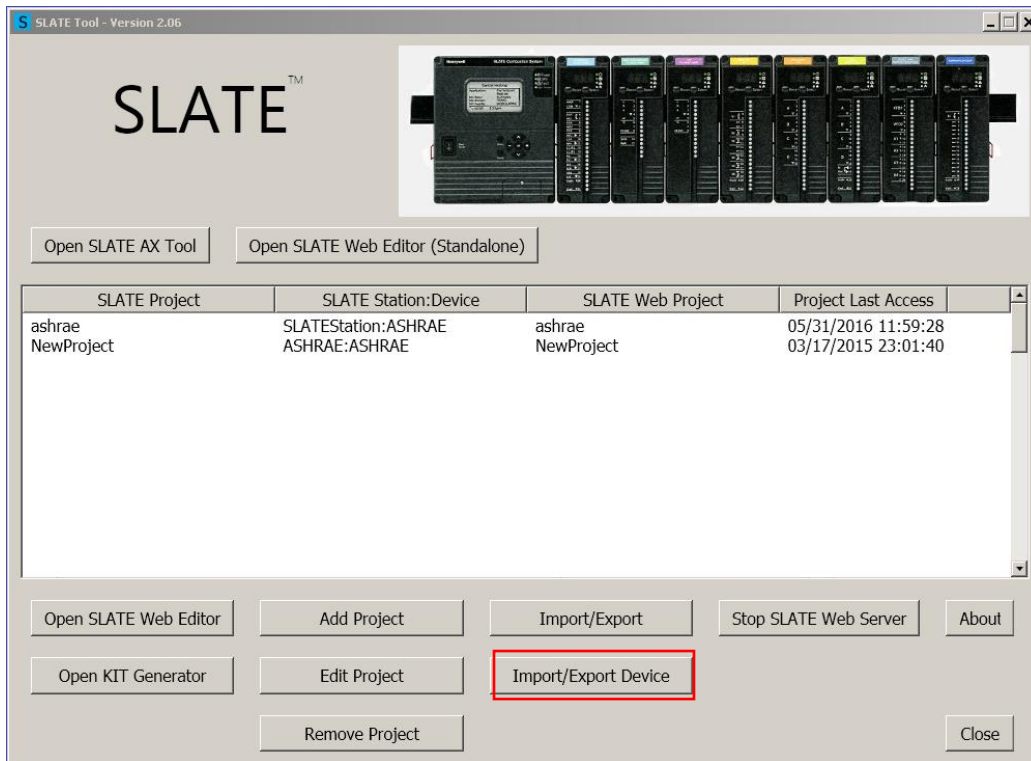 SLATE Tool - Version 2.06
SLATE™
Honeywell
Open SLATE AX Tool Open SLATE Web Editor (Standalone)
SLATE Project SLATE Station:Device SLATE Web Project Project Last Access
ashrae SLATEStation:ASHRAE ashrae 05/31/2016 11:59:28
NewProject ASHRAE:ASHRAE NewProject 03/17/2015 23:01:40
Open SLATE Web Editor Add Project Import/Export Stop SLATE Web Server About
Open KIT Generator Edit Project Import/Export Device
Remove Project Close